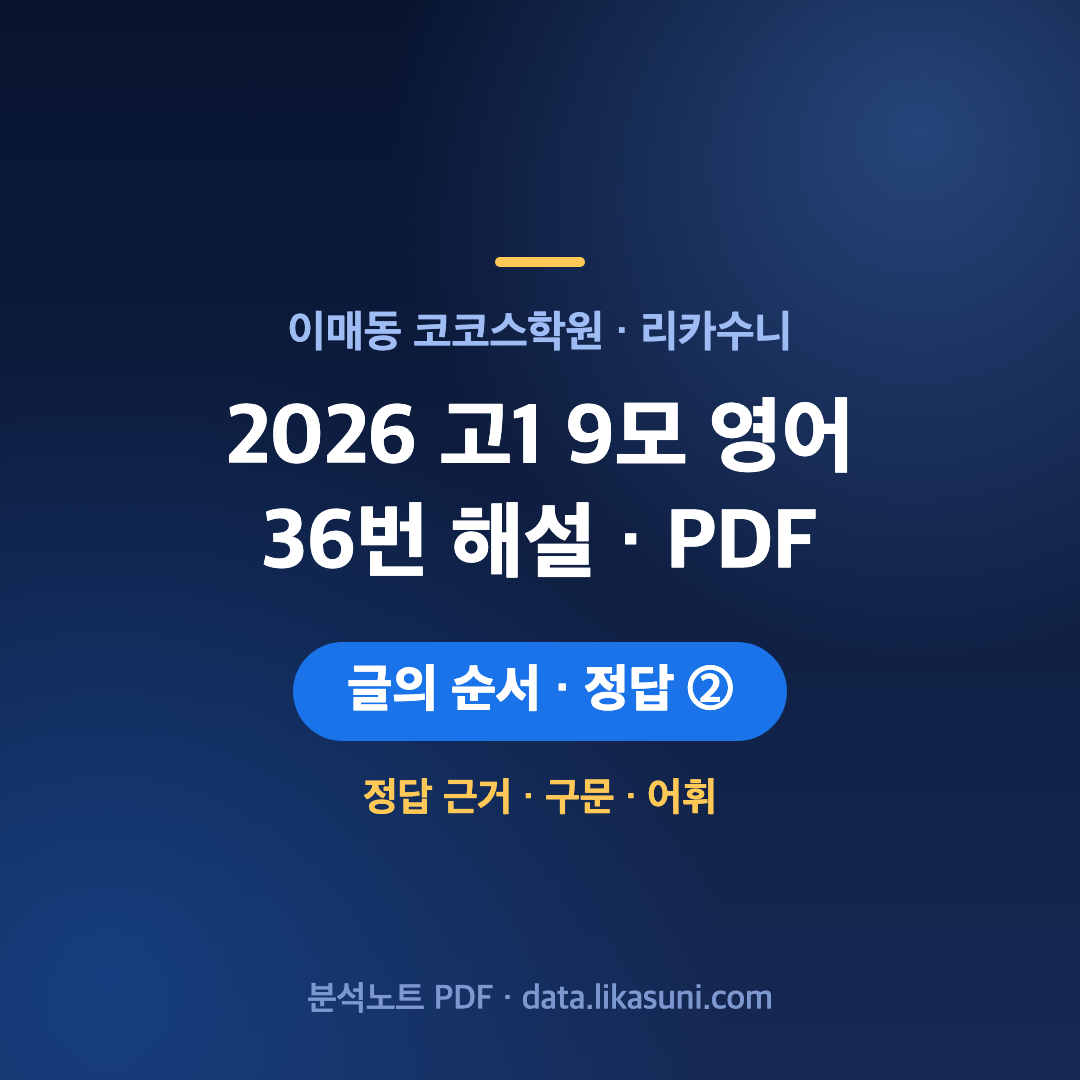 이매동 코코스학원 · 리카수니
2026 고1 9모 영어
36번 해설 · PDF
글의 순서 · 정답 ②
정답 근거 · 구문 · 어휘
분석노트 PDF · data.likasuni.com